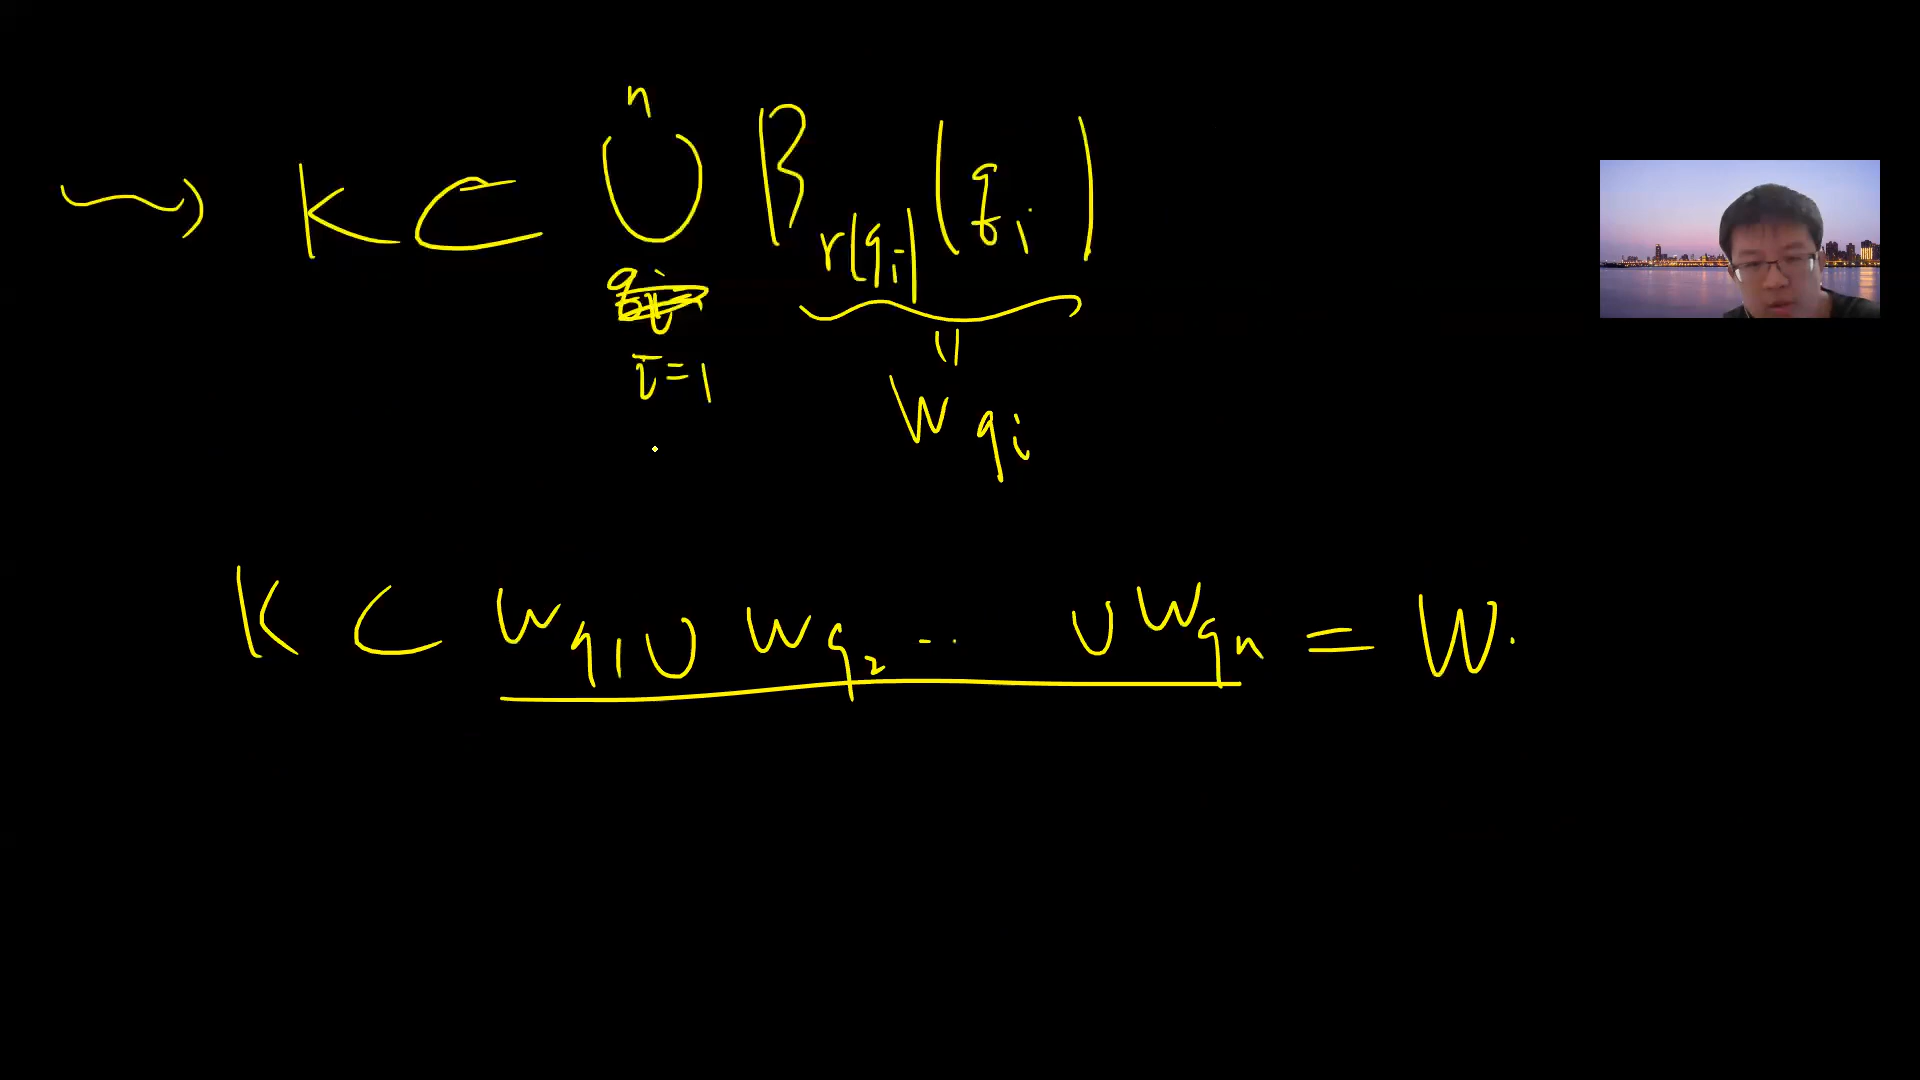 ⇝ K ⊂ ⋃_{i=1}^{n} B_{r(q_i)}(q_i)
= W_{q_i}
K ⊂ W_{q_1} ∪ W_{q_2} ... ∪ W_{q_n} = W.